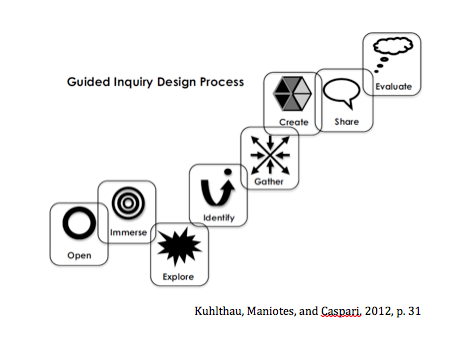 Guided Inquiry Design Process
Open
Immerse
Explore
Identify
Gather
Create
Share
Evaluate
Kuhlthau, Maniotes, and Caspari, 2012, p. 31